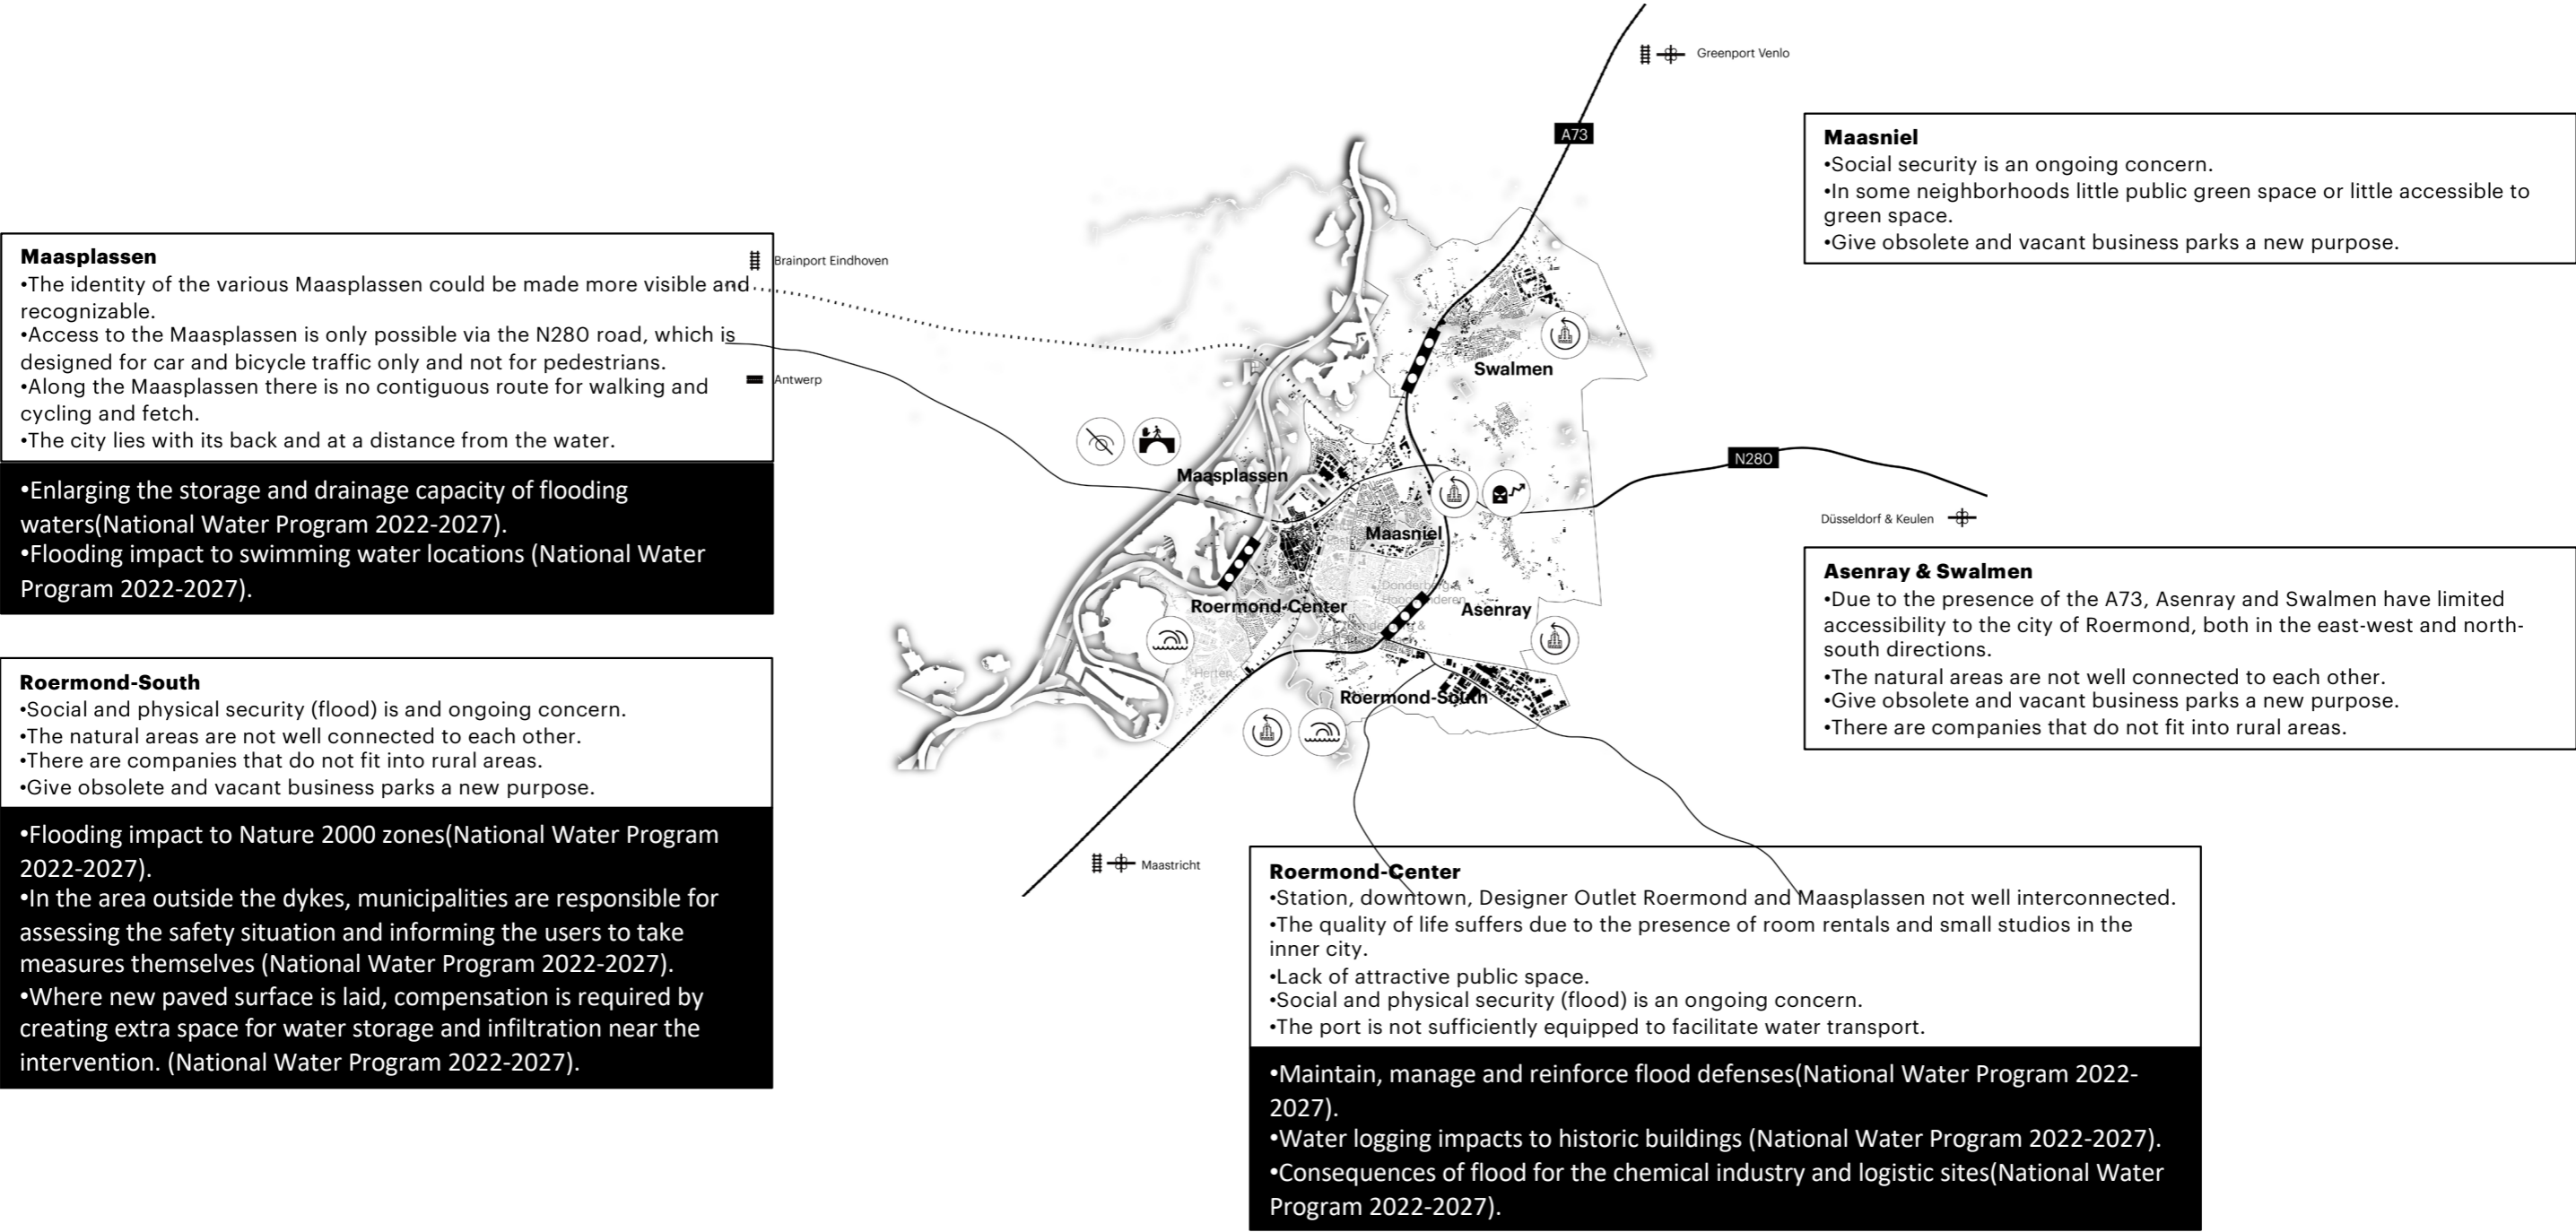 Greenport Venlo
A73
Maasniel
•Social security is an ongoing concern.
•In some neighborhoods little public green space or little accessible to
green space.
•Give obsolete and vacant business parks a new purpose.
Maasplassen
•The identity of the various Maasplassen could be made more visible and
recognizable.
•Access to the Maasplassen is only possible via the N280 road, which is
designed for car and bicycle traffic only and not for pedestrians.
•Along the Maasplassen there is no contiguous route for walking and
cycling and fetch.
•The city lies with its back and at a distance from the water.
•Enlarging the storage and drainage capacity of flooding
waters(National Water Program 2022-2027).
•Flooding impact to swimming water locations (National Water
Program 2022-2027).
Brainport Eindhoven
Antwerp
Swalmen
Maasplassen
N280
Düsseldorf & Keulen
Maasniel
Donderberg &
Roermond-Center
Asenray
Herten
Roermond-South
Maastricht
Asenray & Swalmen
•Due to the presence of the A73, Asenray and Swalmen have limited
accessibility to the city of Roermond, both in the east-west and north-
south directions.
•The natural areas are not well connected to each other.
•Give obsolete and vacant business parks a new purpose.
•There are companies that do not fit into rural areas.
Roermond-South
•Social and physical security (flood) is and ongoing concern.
•The natural areas are not well connected to each other.
•There are companies that do not fit into rural areas.
•Give obsolete and vacant business parks a new purpose.
•Flooding impact to Nature 2000 zones(National Water Program
2022-2027).
•In the area outside the dykes, municipalities are responsible for
assessing the safety situation and informing the users to take
measures themselves (National Water Program 2022-2027).
•Where new paved surface is laid, compensation is required by
creating extra space for water storage and infiltration near the
intervention. (National Water Program 2022-2027).
Roermond-Center
•Station, downtown, Designer Outlet Roermond and Maasplassen not well interconnected.
•The quality of life suffers due to the presence of room rentals and small studios in the
inner city.
•Lack of attractive public space.
•Social and physical security (flood) is an ongoing concern.
•The port is not sufficiently equipped to facilitate water transport.
•Maintain, manage and reinforce flood defenses(National Water Program 2022-
2027).
•Water logging impacts to historic buildings (National Water Program 2022-2027).
•Consequences of flood for the chemical industry and logistic sites(National Water
Program 2022-2027).